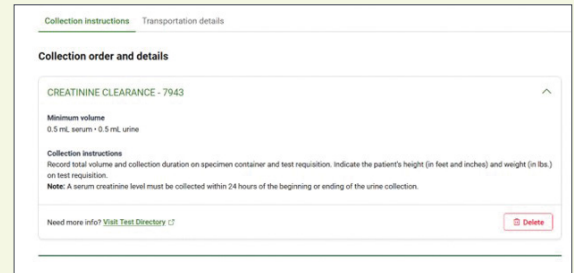 Collection instructions Transportation details
Collection order and details
CREATININE CLEARANCE - 7943
Minimum volume
0.5 mL serum • 0.5 mL urine
Collection instructions
Record total volume and collection duration on specimen container and test requisition. Indicate the patient's height (in feet and inches) and weight (in lbs.)
on test requisition.
Note: A serum creatinine level must be collected within 24 hours of the beginning or ending of the urine collection.
Need more info? Visit Test Directory
Delete